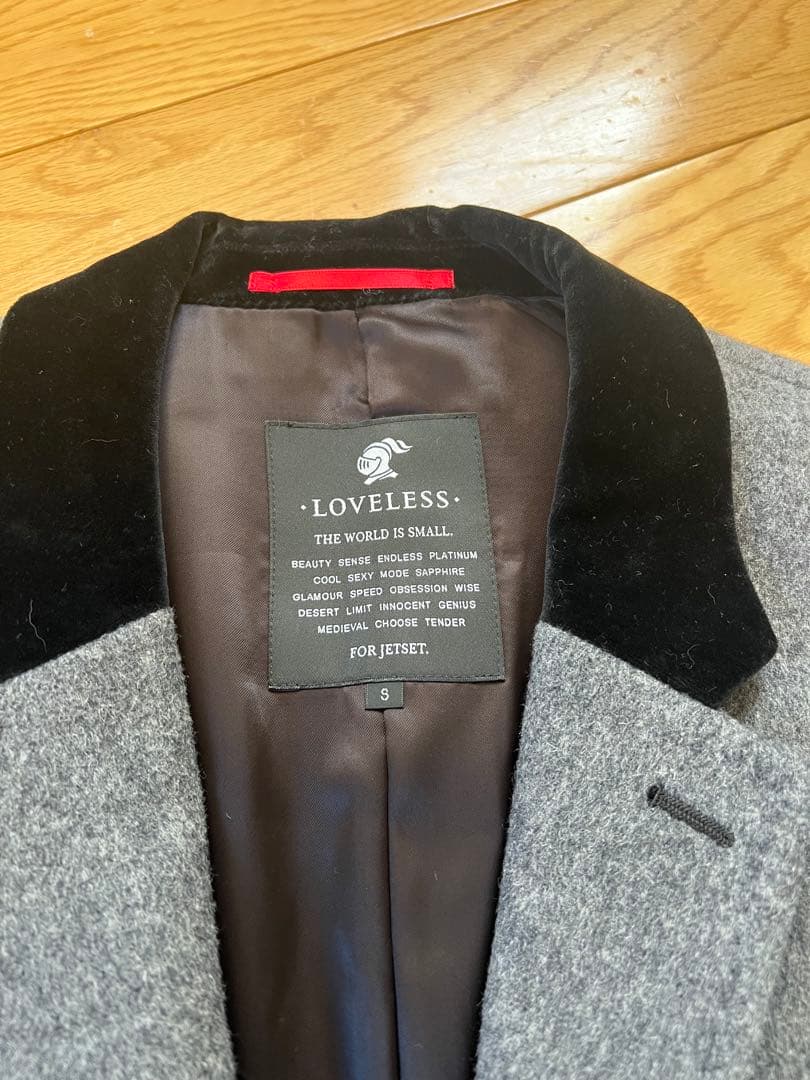 ·LOVELESS·
THE WORLD IS SMALL.
BEAUTY SENSE ENDLESS PLATINUM
COOL SEXY MODE SAPPHIRE
GLAMOUR SPEED OBSESSION WISE
DESERT LIMIT INNOCENT GENIUS
MEDIEVAL CHOOSE TENDER
FOR JETSET.
S